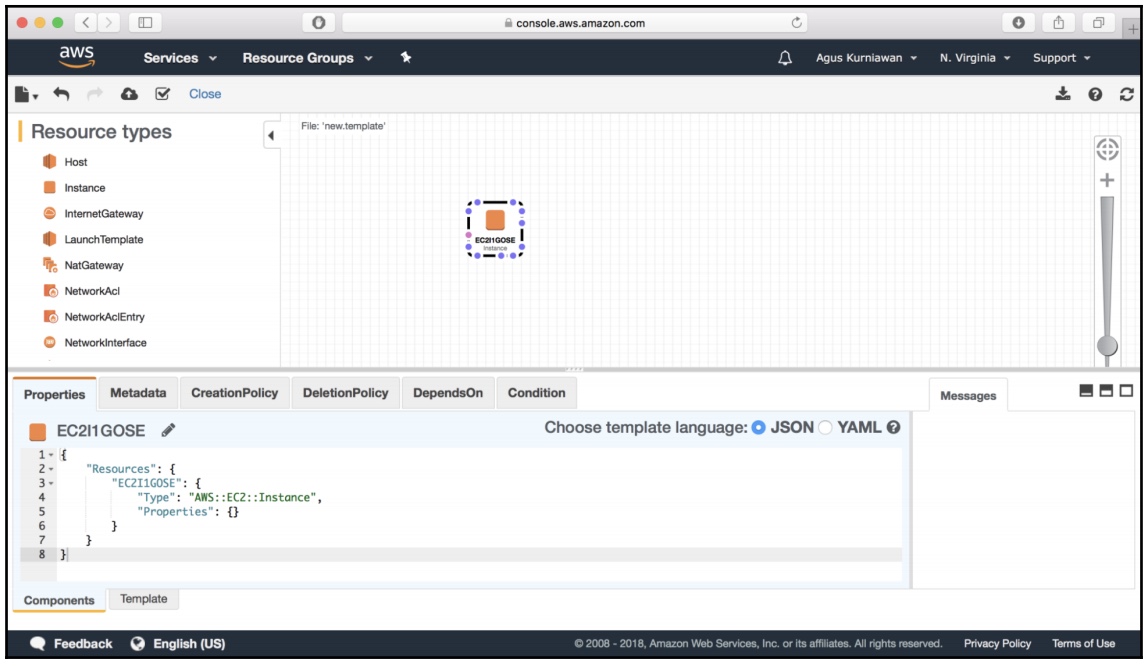 console.aws.amazon.com
aws
Services
Resource Groups
Agus Kurniawan
N. Virginia
Support
Close
Resource types
File: 'new.template'
Host
Instance
InternetGateway
LaunchTemplate
NatGateway
NetworkAcl
NetworkAclEntry
NetworkInterface
EC2I1GOSE
Instance
Properties
Metadata
CreationPolicy
DeletionPolicy
DependsOn
Condition
Messages
EC2I1GOSE
Choose template language: JSON YAML
1 {
2 "Resources": {
3 "EC2I1GOSE": {
4 "Type": "AWS::EC2::Instance",
5 "Properties": {}
6 }
7 }
8 }
Components
Template
Feedback
English (US)
© 2008 - 2018, Amazon Web Services, Inc. or its affiliates. All rights reserved.
Privacy Policy
Terms of Use